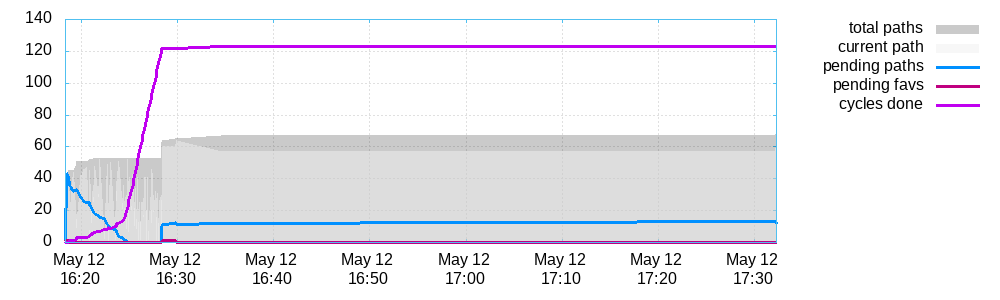 140
120
100
80
60
40
20
0
May 12 May 12 May 12 May 12 May 12 May 12 May 12 May 12
16:20 16:30 16:40 16:50 17:00 17:10 17:20 17:30
total paths
current path
pending paths
pending favs
cycles done